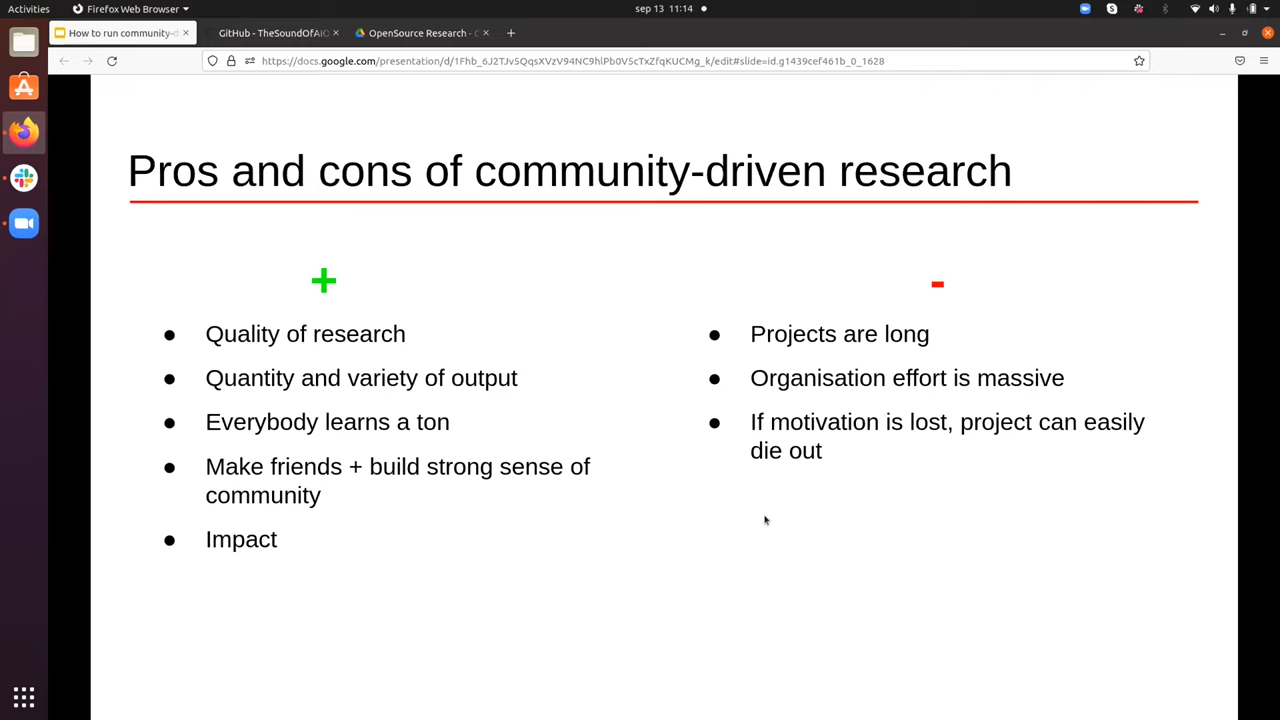 Activities
Firefox Web Browser
sep 13 11:14
How to run community-d
GitHub - TheSoundOfAIO
OpenSource Research - C
https://docs.google.com/presentation/d/1Fhb_6J2TJvSQqsXVzV94NC9hlPb0V5cTxZfqKUCMg_k/edit#slide=id.g1439cef461b_0_1628
Pros and cons of community-driven research
+
-
Quality of research
Quantity and variety of output
Everybody learns a ton
Make friends + build strong sense of
community
Impact
Projects are long
Organisation effort is massive
If motivation is lost, project can easily
die out